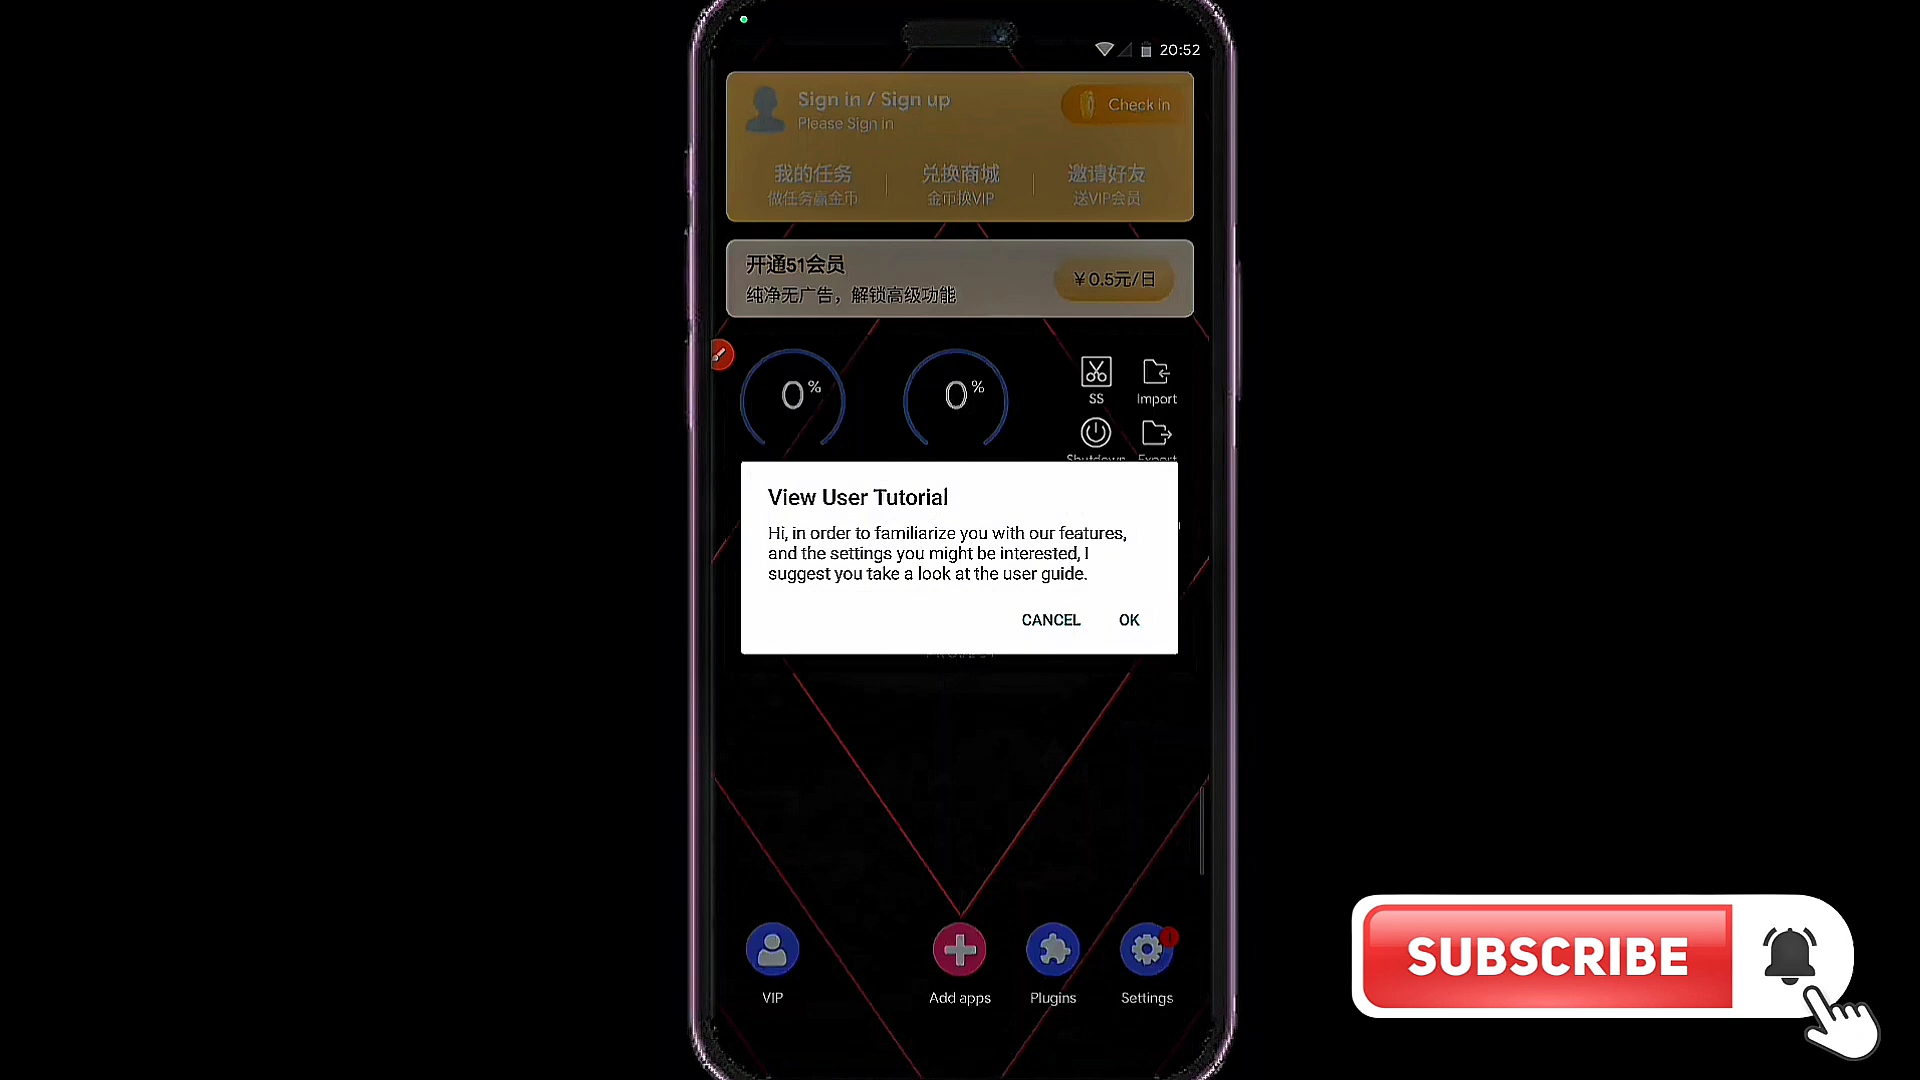 20:52
Sign in / Sign up
Please Sign in
Check in
我的任务
兑换商城
邀请好友
做任务赢金币
金币换VIP
送VIP会员
开通51会员
纯净无广告，解锁高级功能
￥0.5元/日
0%
0%
SS
Import
Shutdown
Export
View User Tutorial
Hi, in order to familiarize you with our features,
and the settings you might be interested, I
suggest you take a look at the user guide.
CANCEL
OK
VIP
Add apps
Plugins
Settings
SUBSCRIBE